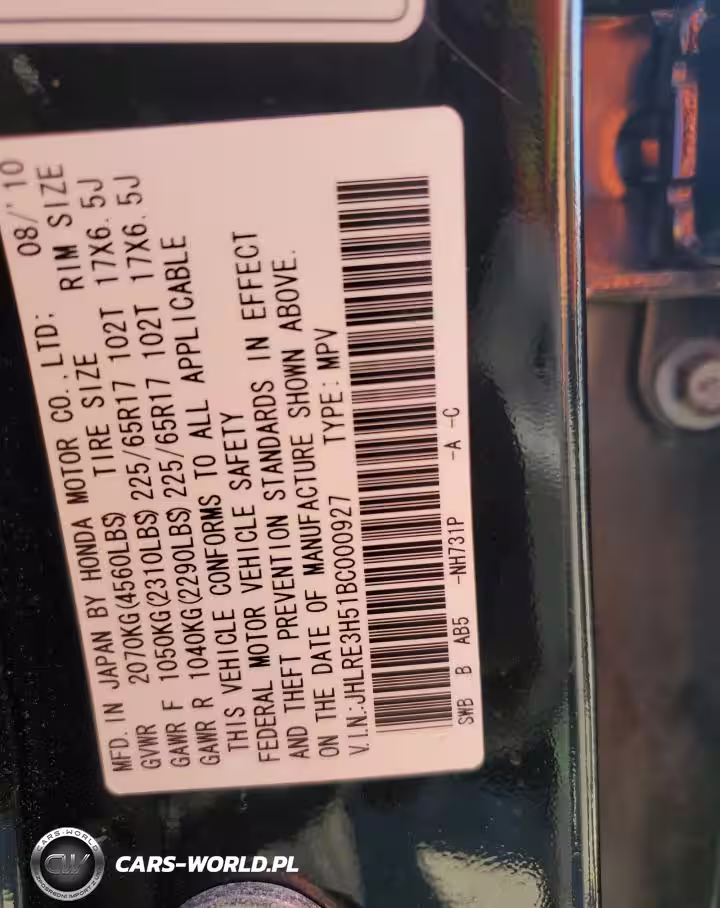 MFD. IN JAPAN BY HONDA MOTOR CO.,LTD: 08/'10
GVWR 2070KG(4560LBS) TIRE SIZE RIM SIZE
GAWR F 1050KG(2310LBS) 225/65R17 102T 17X6.5J
GAWR R 1040KG(2290LBS) 225/65R17 102T 17X6.5J
THIS VEHICLE CONFORMS TO ALL APPLICABLE
FEDERAL MOTOR VEHICLE SAFETY
AND THEFT PREVENTION STANDARDS IN EFFECT
ON THE DATE OF MANUFACTURE SHOWN ABOVE.
V.I.N.:JHLRE3H51BC000927 TYPE:MPV
SWB B AB5 -NH731P -A -C
CARS-WORLD
CW
CARS-WORLD.PL